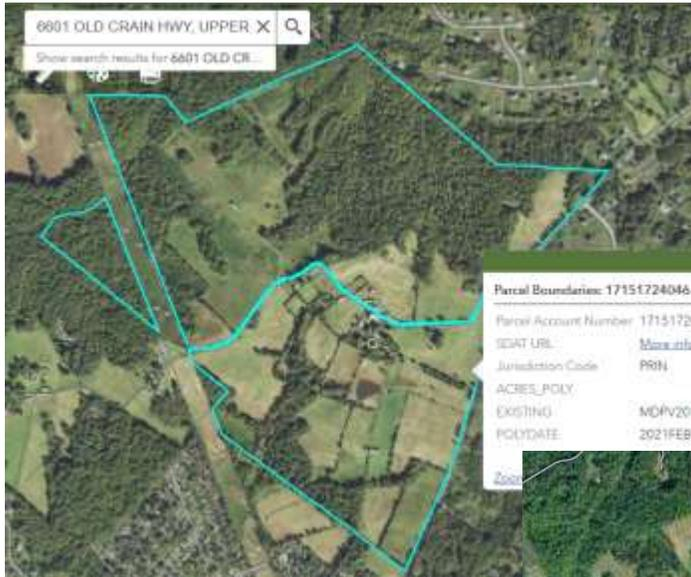 6601 OLD CRAIN HWY, UPPER
Show search results for 6601 OLD CR...
Parcel Boundaries: 17151724046
Parcel Account Number 1715172
SDAT URL More info
Jurisdiction Code PRIN
ACRES_POLY
EXISTING MDPV20
POLYDATE 2021FEB
Zoom